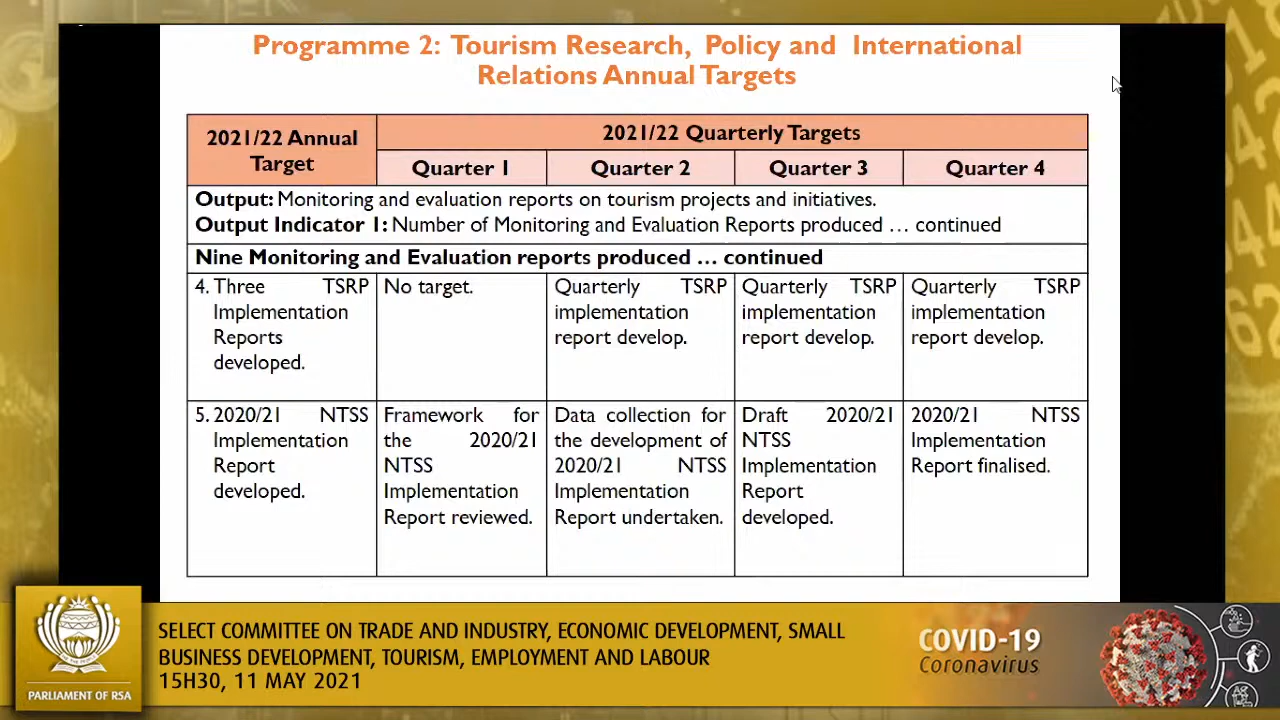 Programme 2: Tourism Research, Policy and International
Relations Annual Targets
2021/22 Annual
Target
2021/22 Quarterly Targets
Quarter 1
Quarter 2
Quarter 3
Quarter 4
Output: Monitoring and evaluation reports on tourism projects and initiatives.
Output Indicator 1: Number of Monitoring and Evaluation Reports produced … continued
Nine Monitoring and Evaluation reports produced … continued
4. Three TSRP
Implementation
Reports
developed.
No target.
Quarterly TSRP
implementation
report develop.
Quarterly TSRP
implementation
report develop.
Quarterly TSRP
implementation
report develop.
5. 2020/21 NTSS
Implementation
Report
developed.
Framework for
the 2020/21
NTSS
Implementation
Report reviewed.
Data collection for
the development of
2020/21 NTSS
Implementation
Report undertaken.
Draft 2020/21
NTSS
Implementation
Report
developed.
2020/21 NTSS
Implementation
Report finalised.
PARLIAMENT OF RSA
SELECT COMMITTEE ON TRADE AND INDUSTRY, ECONOMIC DEVELOPMENT, SMALL
BUSINESS DEVELOPMENT, TOURISM, EMPLOYMENT AND LABOUR
15H30, 11 MAY 2021
COVID-19
Coronavirus